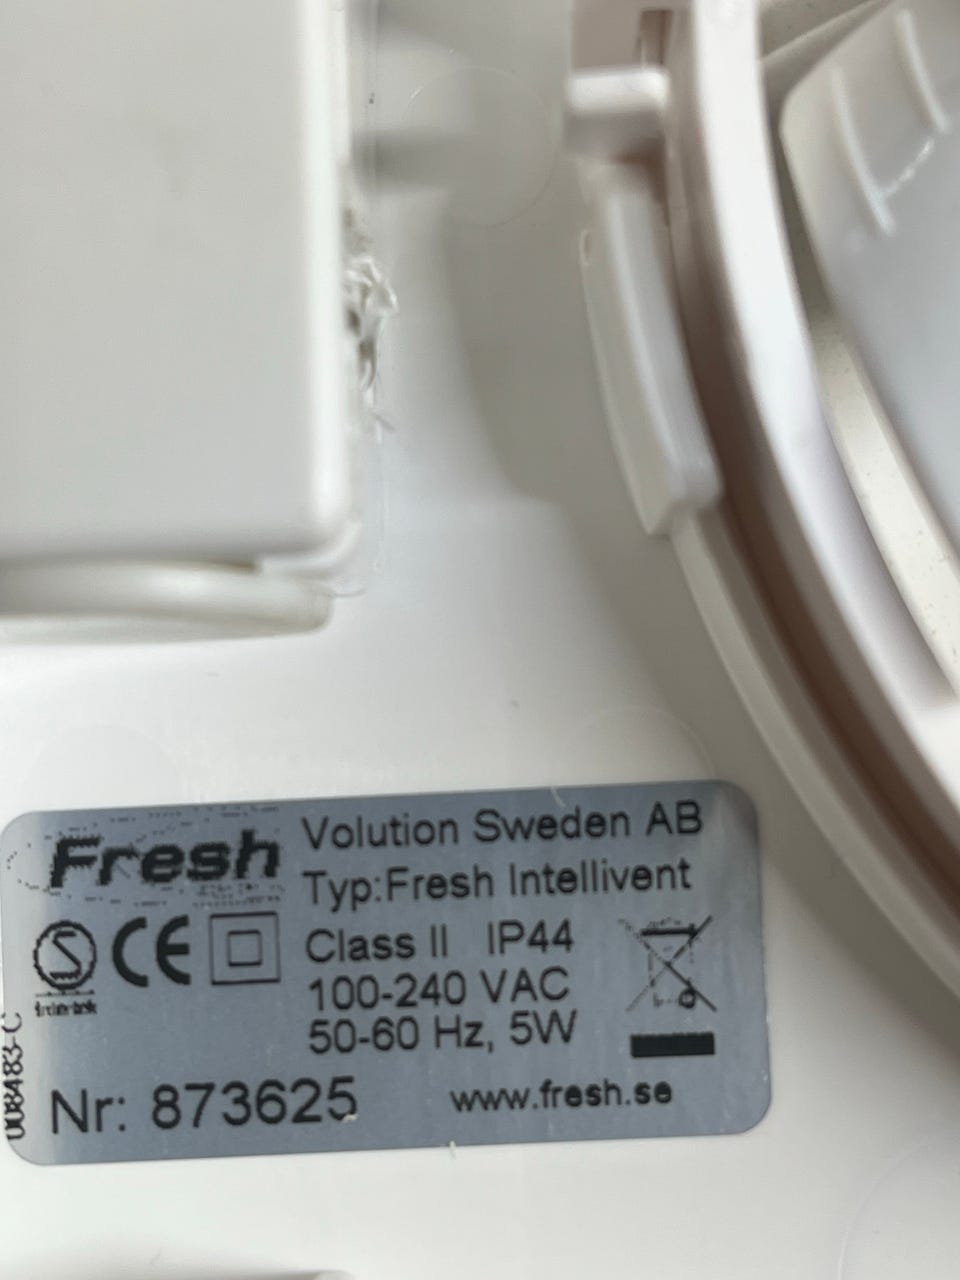 Fresh
Volution Sweden AB
Typ:Fresh Intellivent
CE
Class II IP44
100-240 VAC
50-60 Hz, 5W
008483-C
Nr: 873625
www.fresh.se